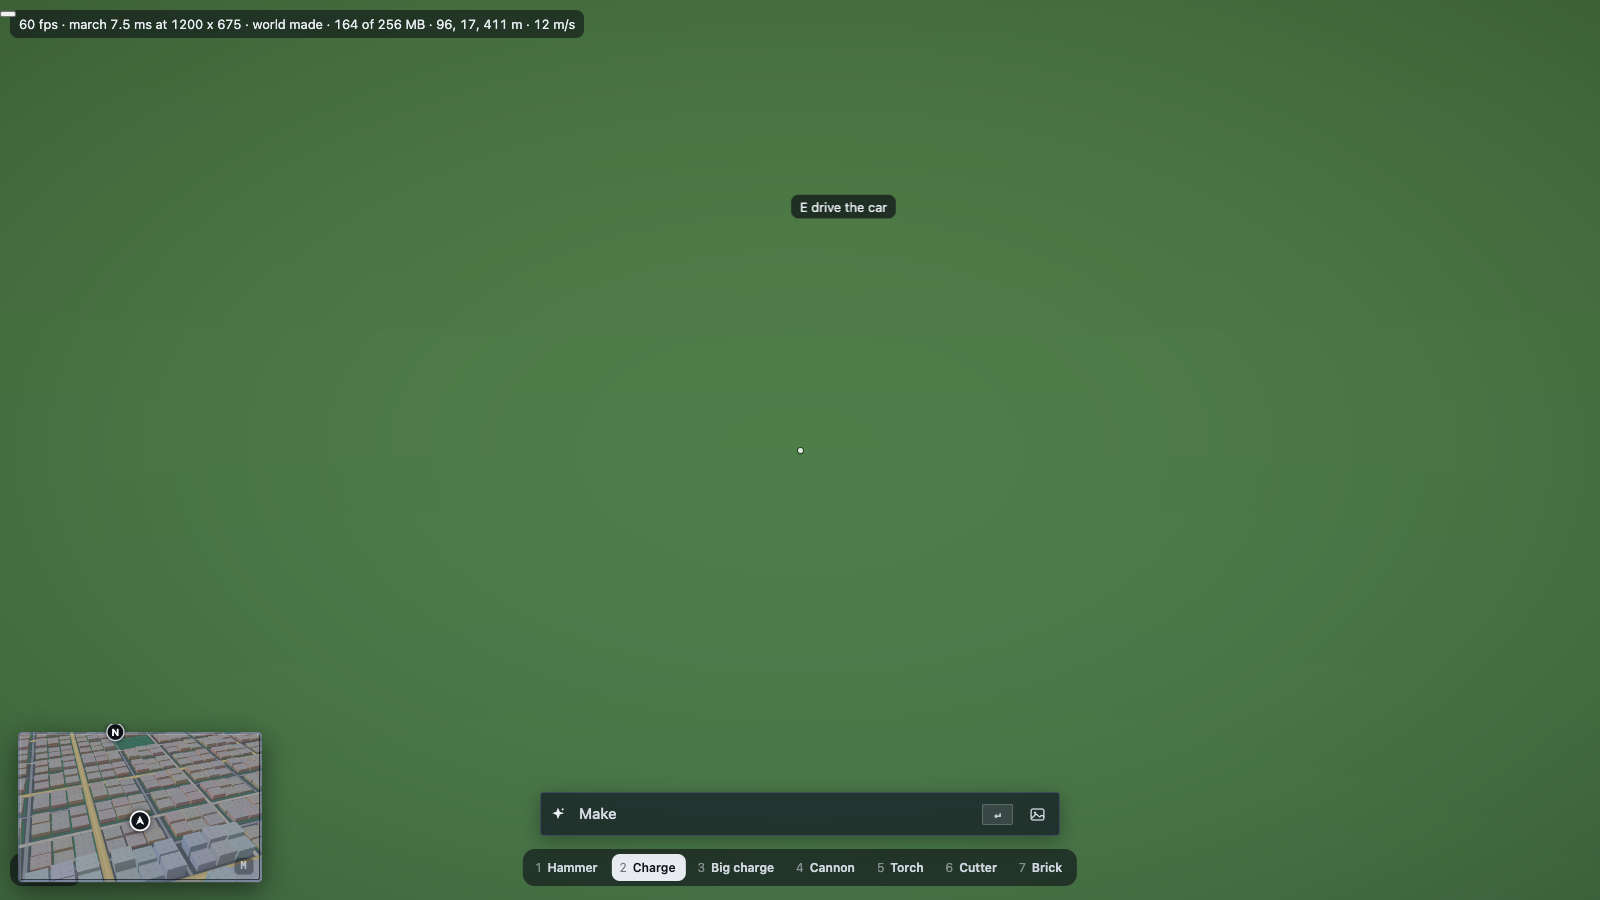 60 fps · march 7.5 ms at 1200 x 675 · world made · 164 of 256 MB · 96, 17, 411 m · 12 m/s
E drive the car
N
M
Make ↵
1 Hammer 2 Charge 3 Big charge 4 Cannon 5 Torch 6 Cutter 7 Brick